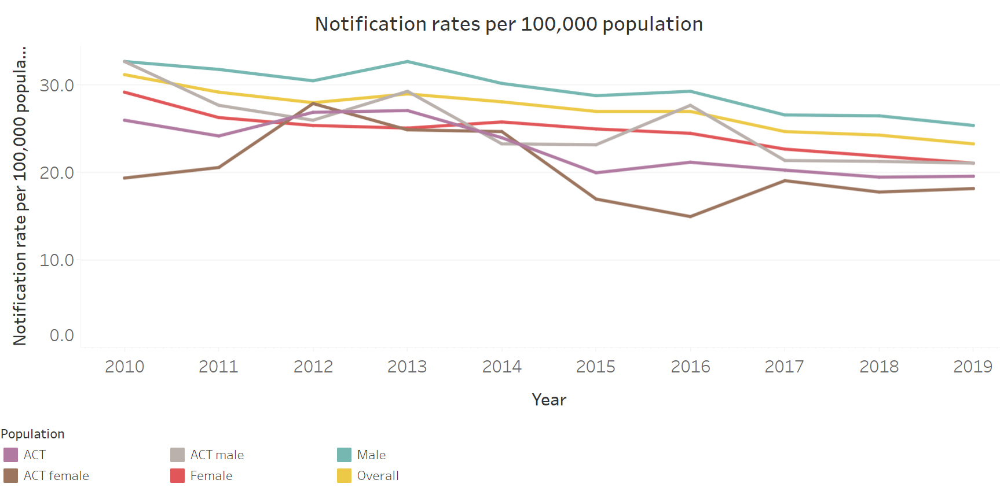 Notification rates per 100,000 population
Notification rate per 100,000 popula...
30.0
20.0
10.0
0.0
2010 2011 2012 2013 2014 2015 2016 2017 2018 2019
Year
Population
ACT ACT male Male
ACT female Female Overall